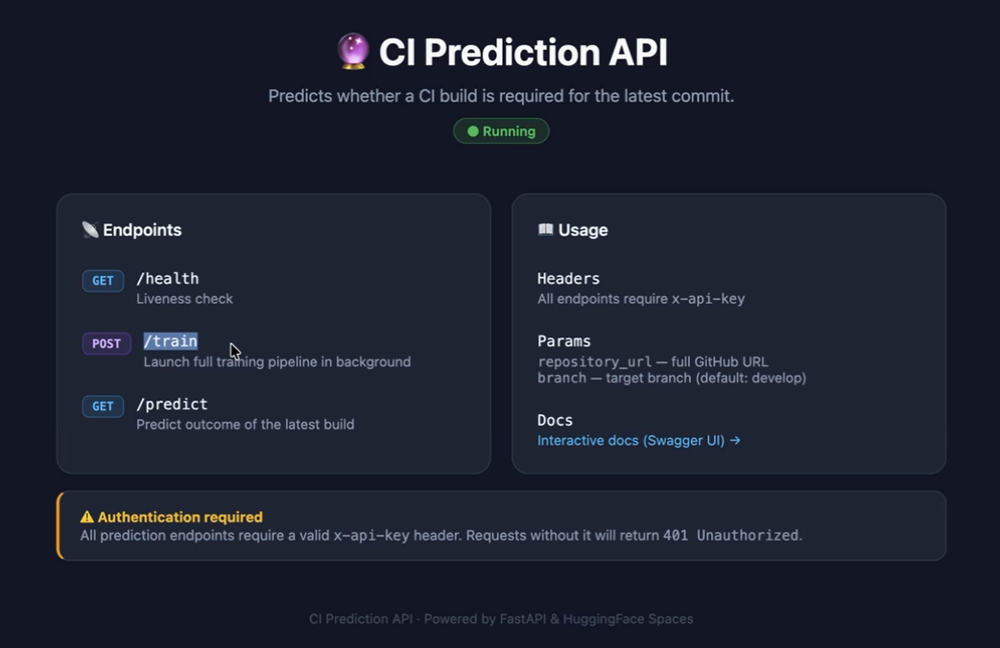 CI Prediction API
Predicts whether a CI build is required for the latest commit.
Running
Endpoints
GET /health
Liveness check
POST /train
Launch full training pipeline in background
GET /predict
Predict outcome of the latest build
Usage
Headers
All endpoints require x-api-key
Params
repository_url — full GitHub URL
branch — target branch (default: develop)
Docs
Interactive docs (Swagger UI) →
Authentication required
All prediction endpoints require a valid x-api-key header. Requests without it will return 401 Unauthorized.
CI Prediction API · Powered by FastAPI & HuggingFace Spaces